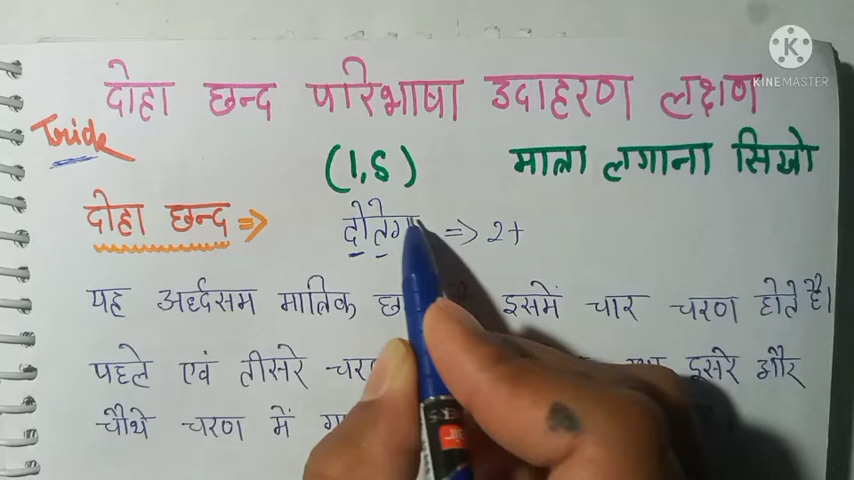 KINEMASTER
दोहा छन्द परिभाषा उदाहरण लक्षण
Trick
(।,ऽ) मात्रा लगाना सिखो
दोहा छन्द => दोतेगा => 2+
यह अर्ध्दसम मात्रिक इसमें चार चरण होते है।
पहले एवं तीसरे दूसरे और
चौथे चरण में